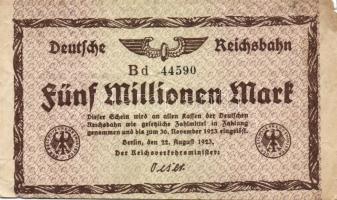 Deutsche Reichsbahn
Bd 44590
Fünf Millionen Mark
Dieser Schein wird an allen Kassen der Deutschen
Reichsbahn wie gesetzliche Zahlmittel in Zahlung
genommen und bis zum 30. November 1923 eingelöst.
Berlin, den 22. August 1923.
Der Reichsverkehrsminister:
Oeser